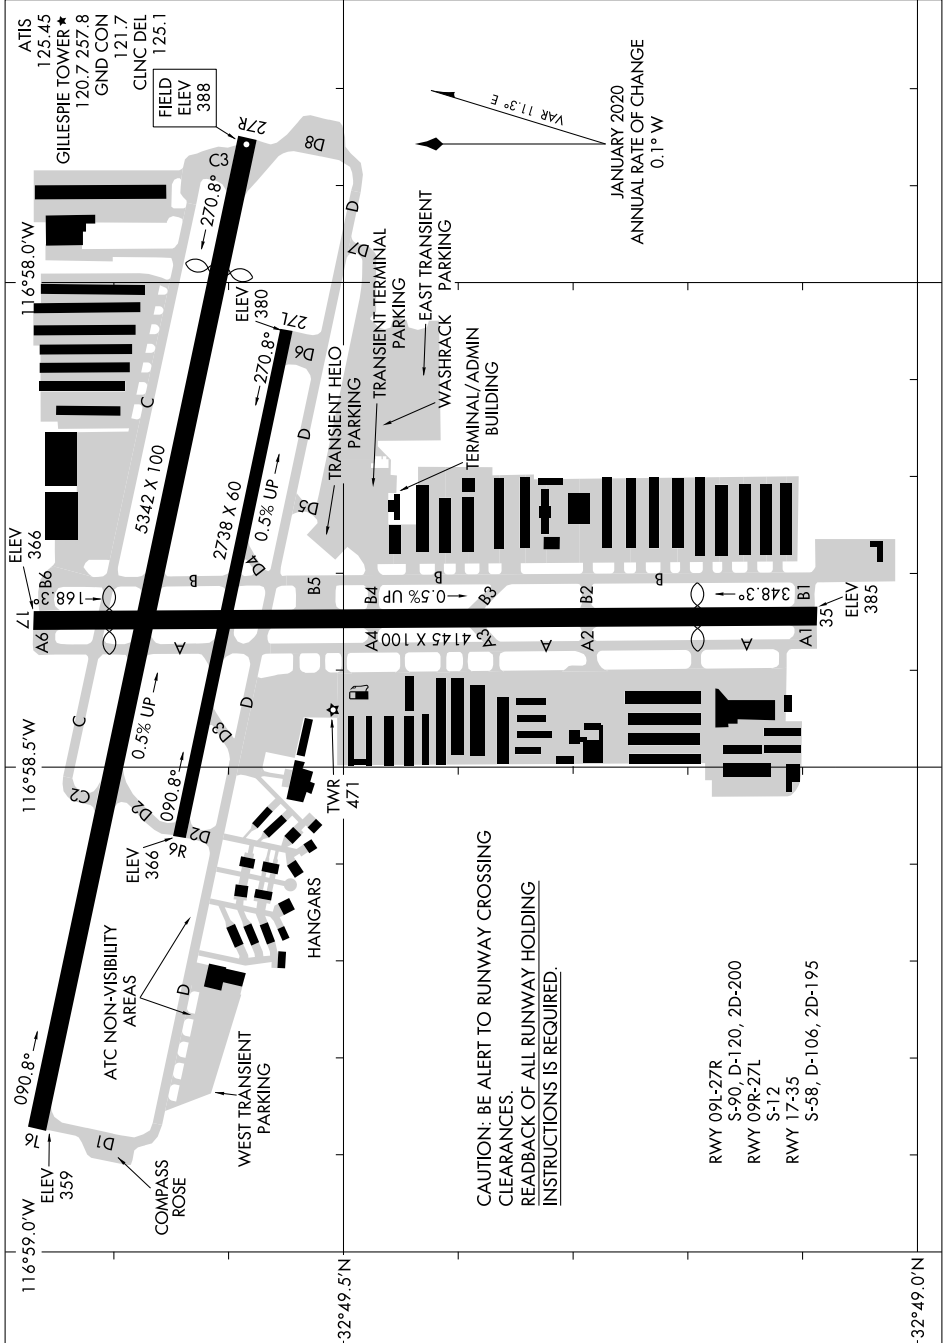 ATIS
125.45
GILLESPIE TOWER★
120.7 257.8
GND CON
121.7
CLNC DEL
125.1
FIELD
ELEV
388
27R
C3
D8
270.8°
D
D7
116°58.0'W
ELEV
380
27L
270.8°
D6
VAR 11.3° E
JANUARY 2020
ANNUAL RATE OF CHANGE
0.1° W
C
5342 X 100
2738 X 60
0.5% UP
D
D5
D4
TRANSIENT HELO
PARKING
TRANSIENT TERMINAL
PARKING
EAST TRANSIENT
PARKING
WASHRACK
TERMINAL/ADMIN
BUILDING
ELEV
366
17
B6
A6
168.3°
B
A
B5
B4
A4
B
0.5% UP
4145 X 100
B3
A3
A
B2
A2
B
348.3°
A
B1
A1
35
ELEV
385
C
0.5% UP
D
D3
116°58.5'W
C2
D2
090.8°
D2
9R
ELEV
366
TWR
471
HANGARS
ATC NON-VISIBILITY
AREAS
D
WEST TRANSIENT
PARKING
090.8°
9L
ELEV
359
D1
COMPASS
ROSE
116°59.0'W
32°49.5'N
32°49.0'N
CAUTION: BE ALERT TO RUNWAY CROSSING
CLEARANCES.
READBACK OF ALL RUNWAY HOLDING
INSTRUCTIONS IS REQUIRED.
RWY 09L-27R
S-90, D-120, 2D-200
RWY 09R-27L
S-12
RWY 17-35
S-58, D-106, 2D-195